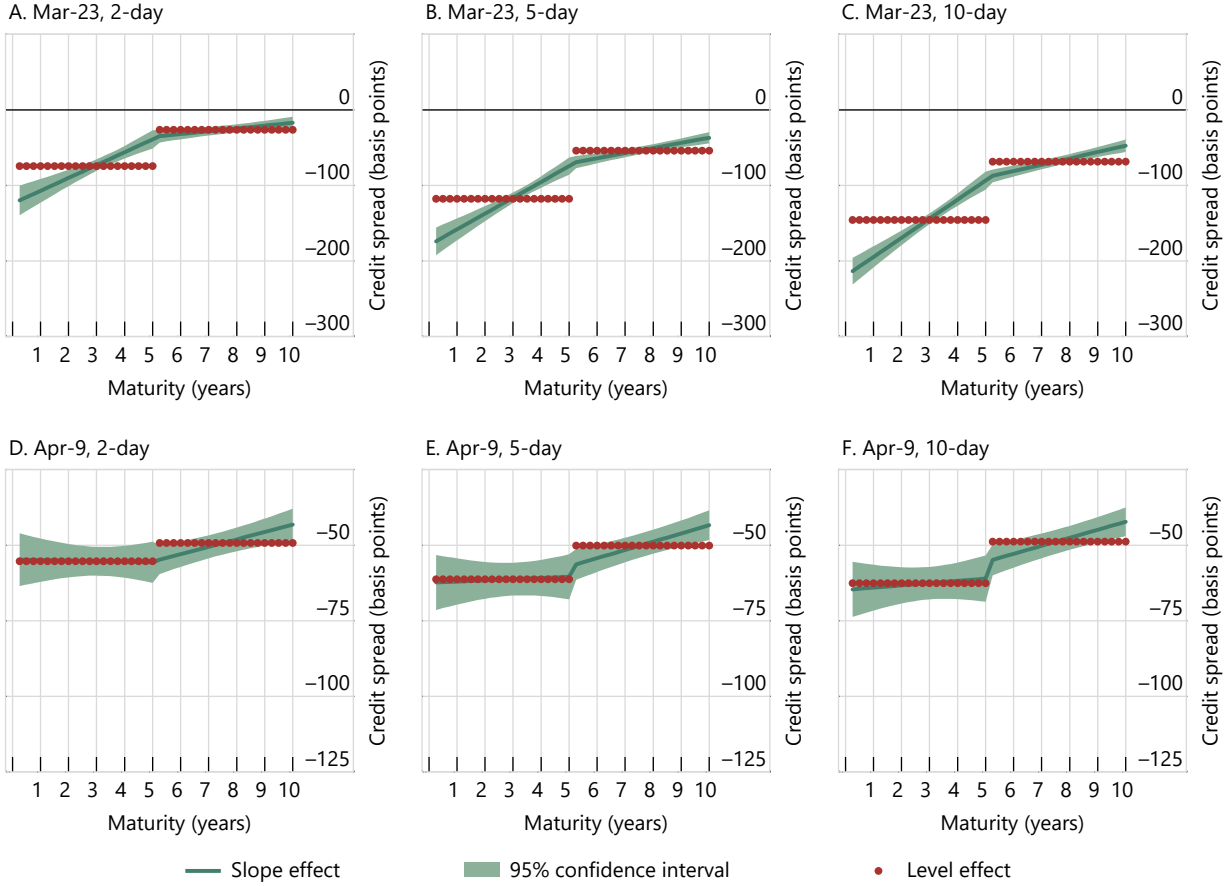 A. Mar-23, 2-day
B. Mar-23, 5-day
C. Mar-23, 10-day
0
−100
−200
−300
Credit spread (basis points)
0
−100
−200
−300
Credit spread (basis points)
0
−100
−200
−300
Credit spread (basis points)
1 2 3 4 5 6 7 8 9 10
1 2 3 4 5 6 7 8 9 10
1 2 3 4 5 6 7 8 9 10
Maturity (years)
Maturity (years)
Maturity (years)
D. Apr-9, 2-day
E. Apr-9, 5-day
F. Apr-9, 10-day
−50
−75
−100
−125
Credit spread (basis points)
−50
−75
−100
−125
Credit spread (basis points)
−50
−75
−100
−125
Credit spread (basis points)
1 2 3 4 5 6 7 8 9 10
1 2 3 4 5 6 7 8 9 10
1 2 3 4 5 6 7 8 9 10
Maturity (years)
Maturity (years)
Maturity (years)
Slope effect
95% confidence interval
Level effect